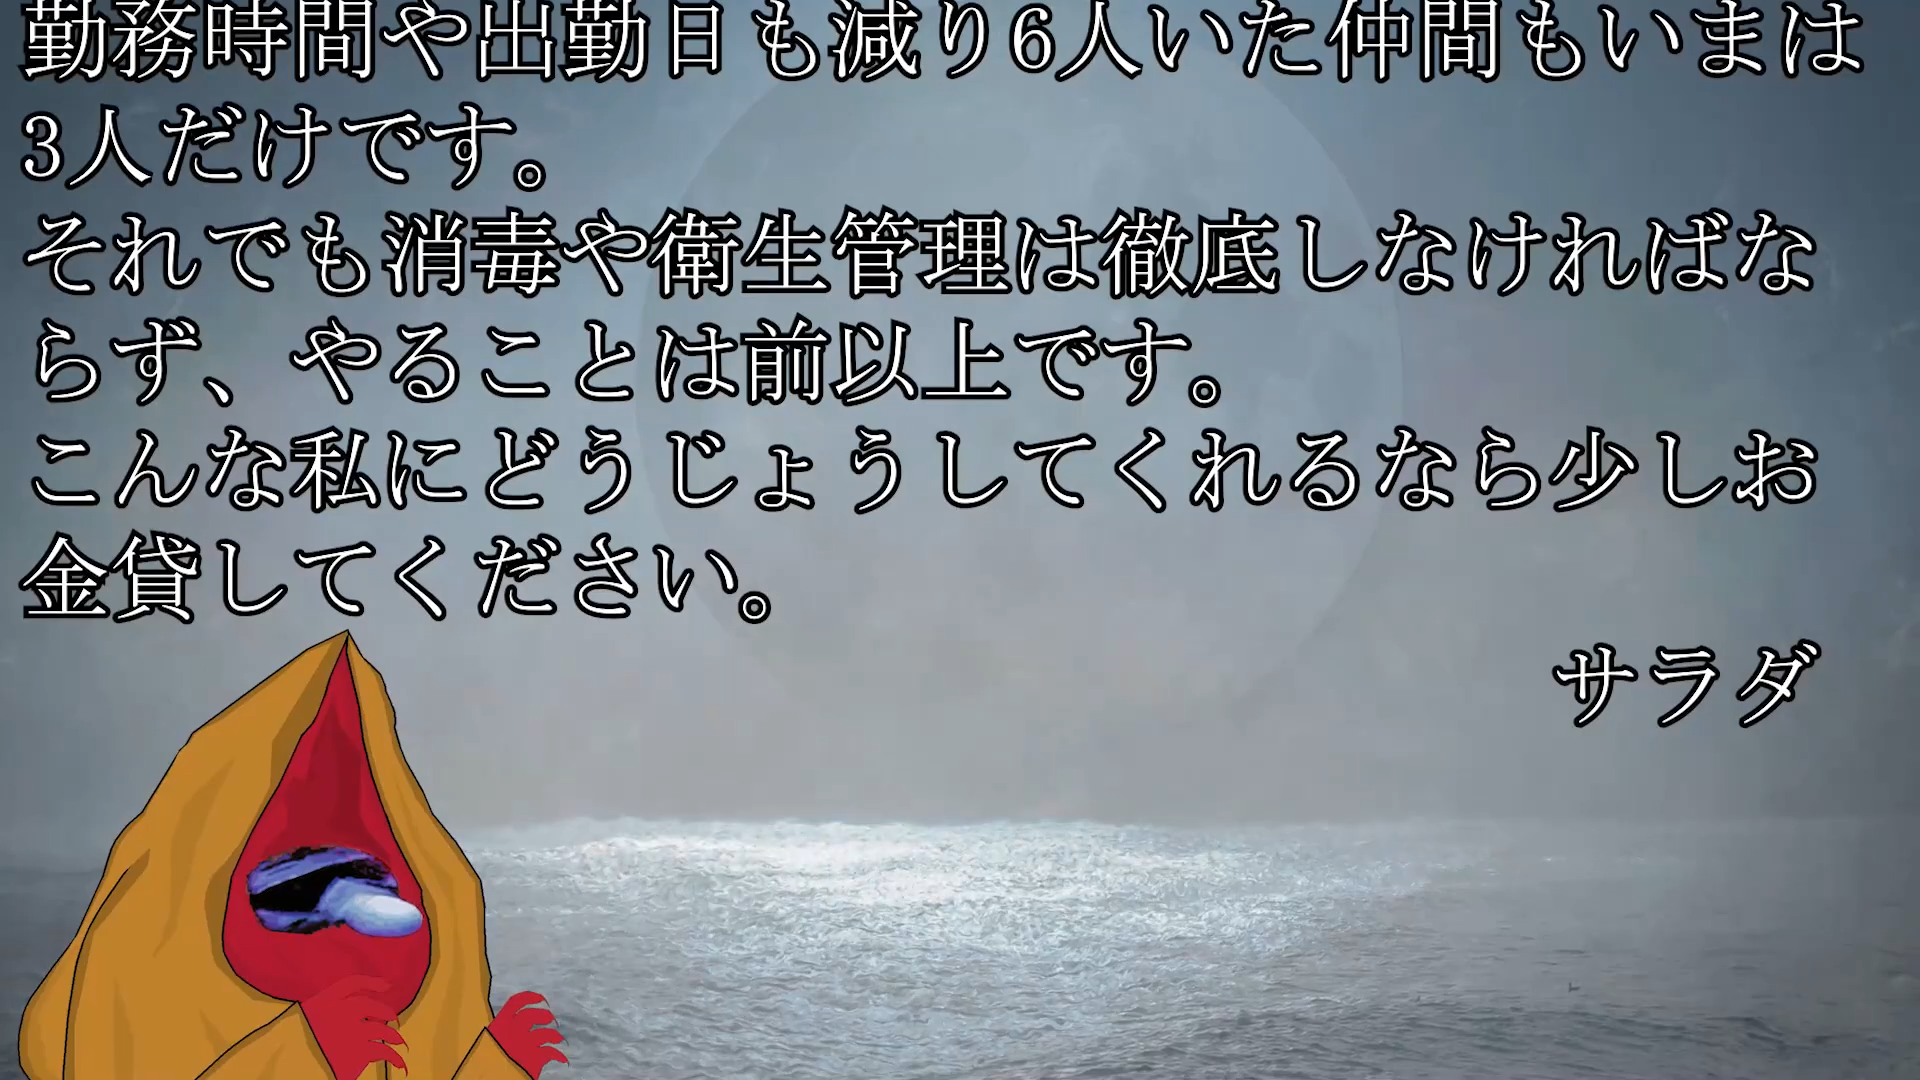 勤務時間や出勤日も減り6人いた仲間もいまは
3人だけです。
それでも消毒や衛生管理は徹底しなければな
らず、やることは前以上です。
こんな私にどうじょうしてくれるなら少しお
金貸してください。
サラダ